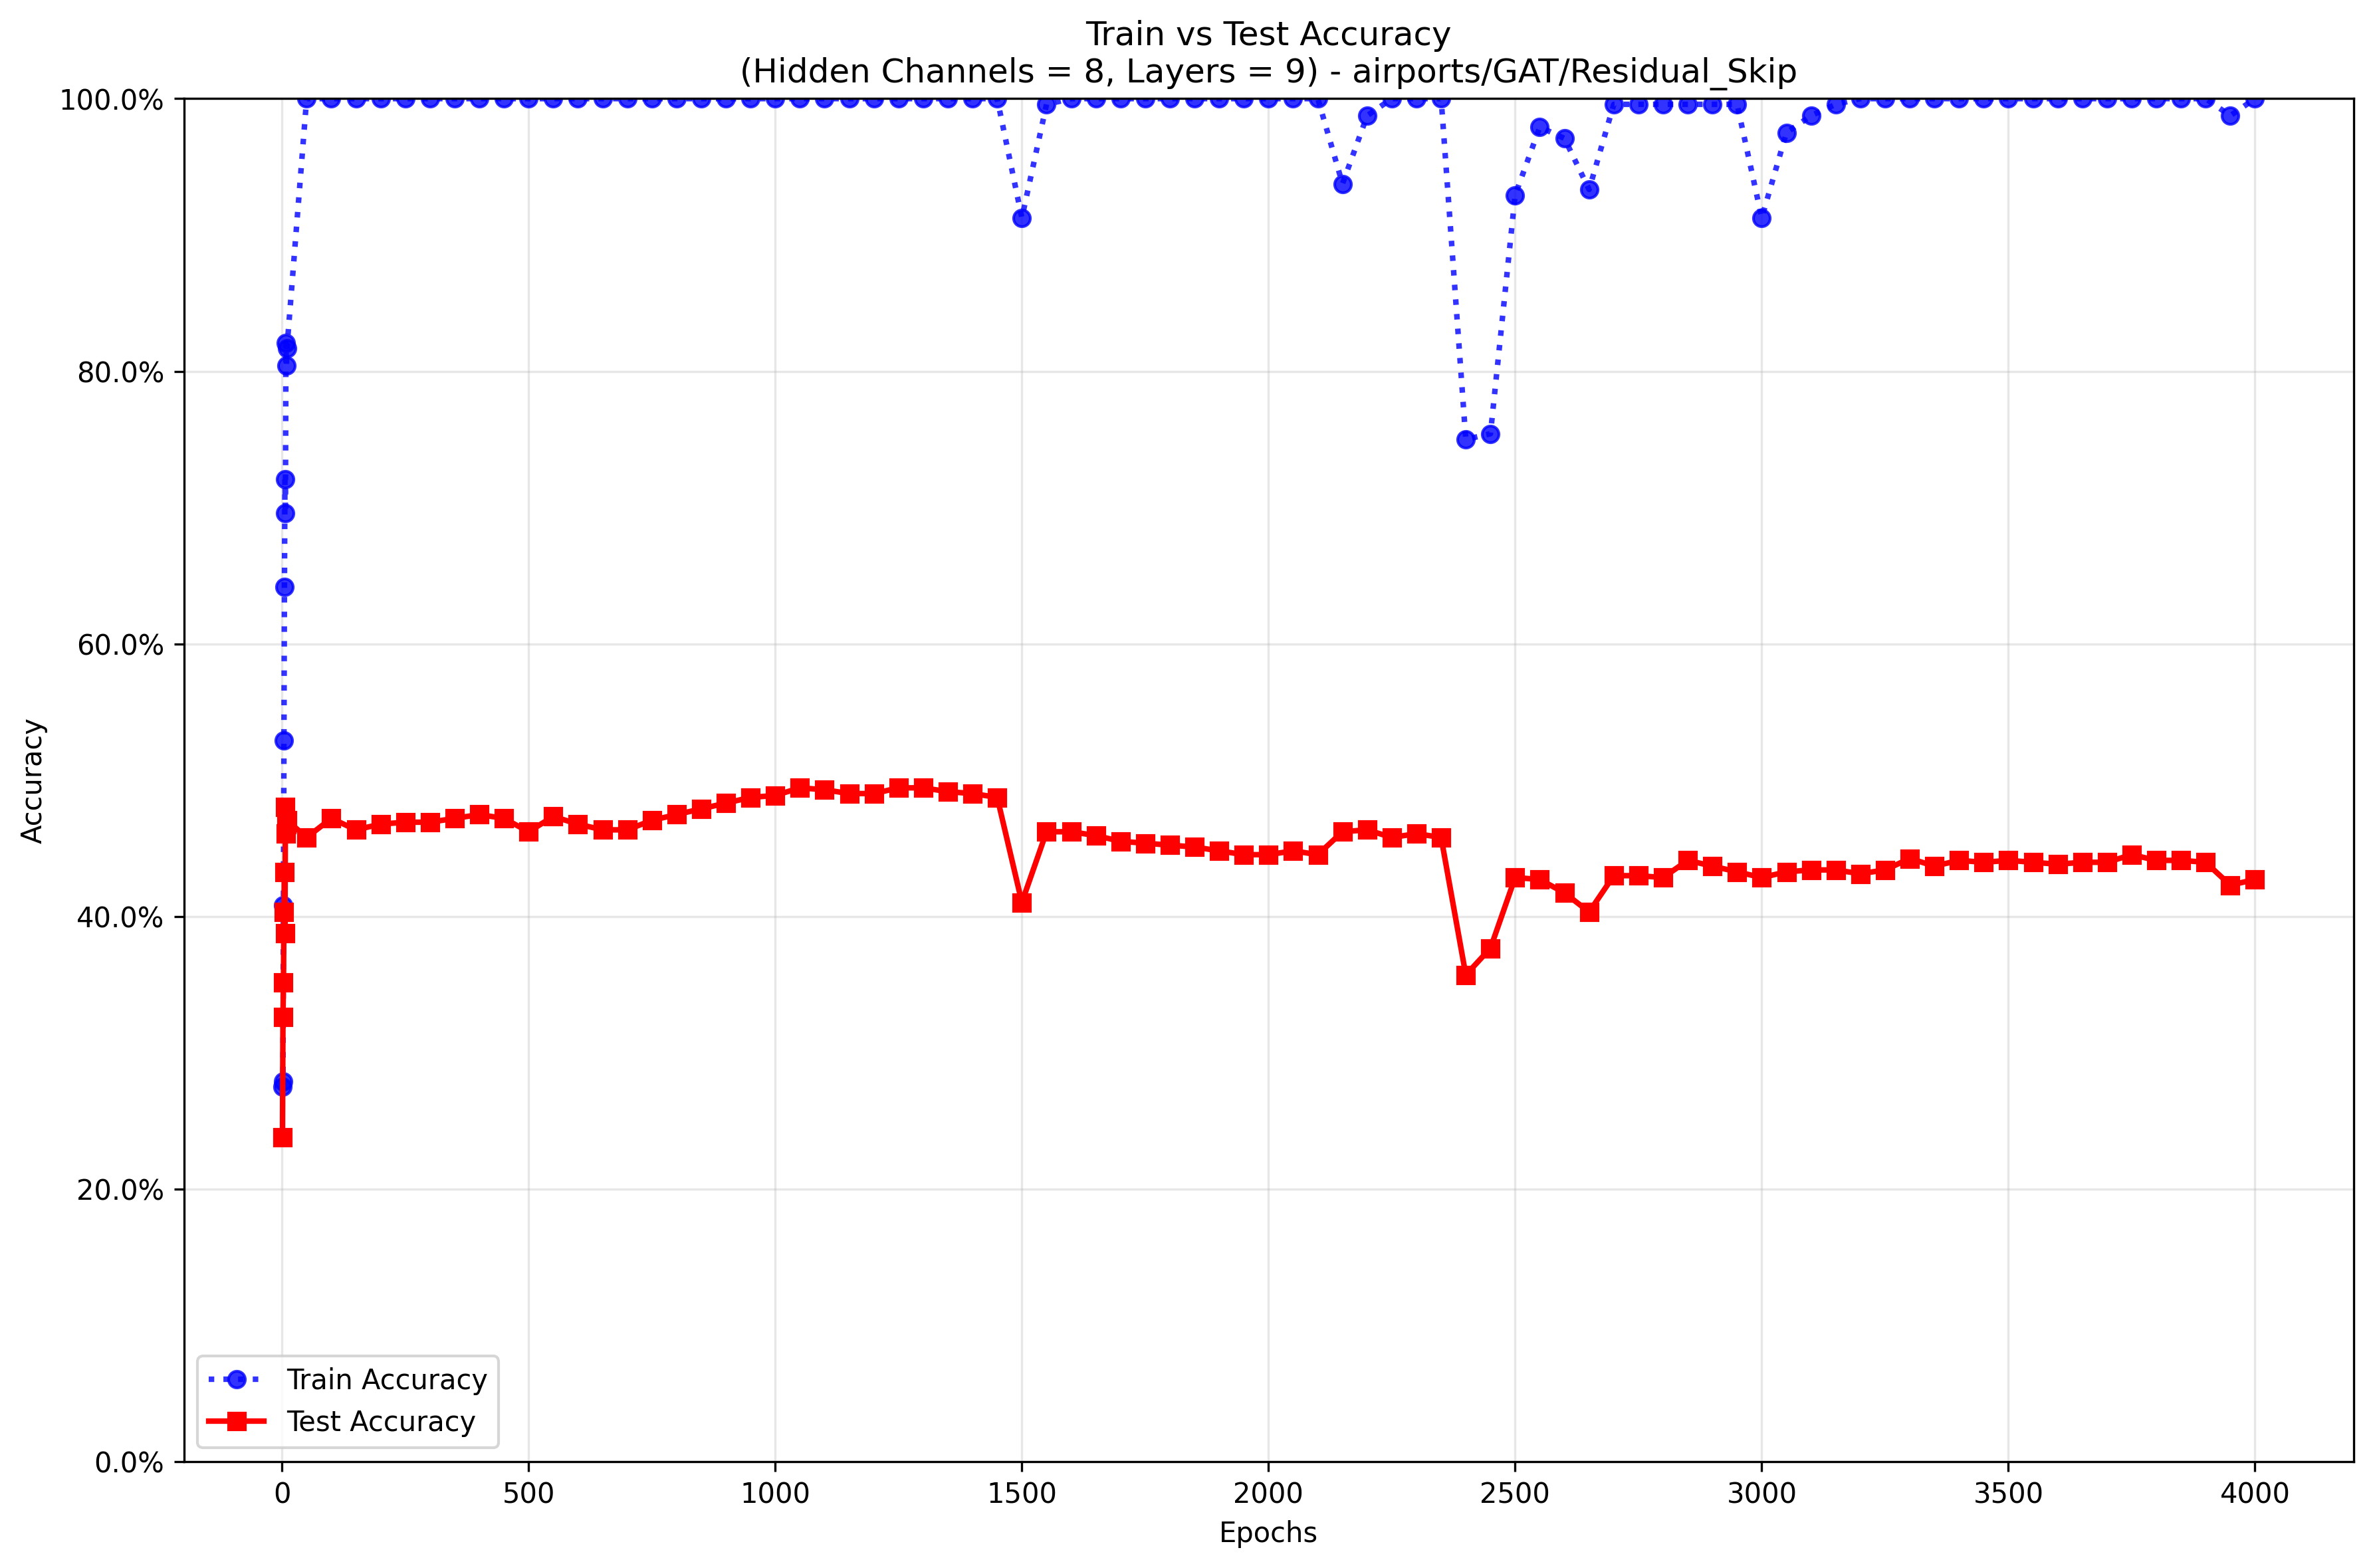 Train vs Test Accuracy
(Hidden Channels = 8, Layers = 9) - airports/GAT/Residual_Skip
100.0%
80.0%
60.0%
40.0%
20.0%
0.0%
Accuracy
Train Accuracy
Test Accuracy
0 500 1000 1500 2000 2500 3000 3500 4000
Epochs